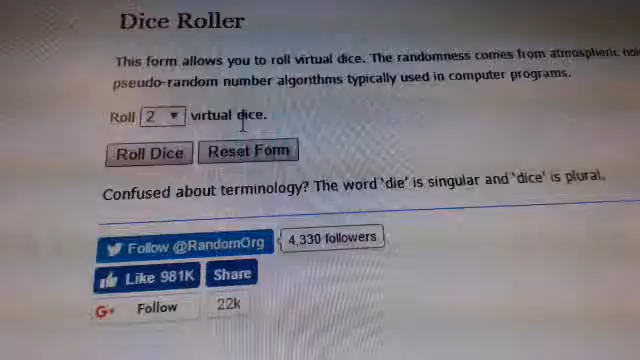 Dice Roller
This form allows you to roll virtual dice. The randomness comes from atmospheric
pseudo-random number algorithms typically used in computer programs.
Roll 2 virtual dice.
Roll Dice Reset Form
Confused about terminology? The word 'die' is singular and 'dice' is plural.
Follow @RandomOrg 4,330 followers
Like 981K Share
G+ Follow 22k